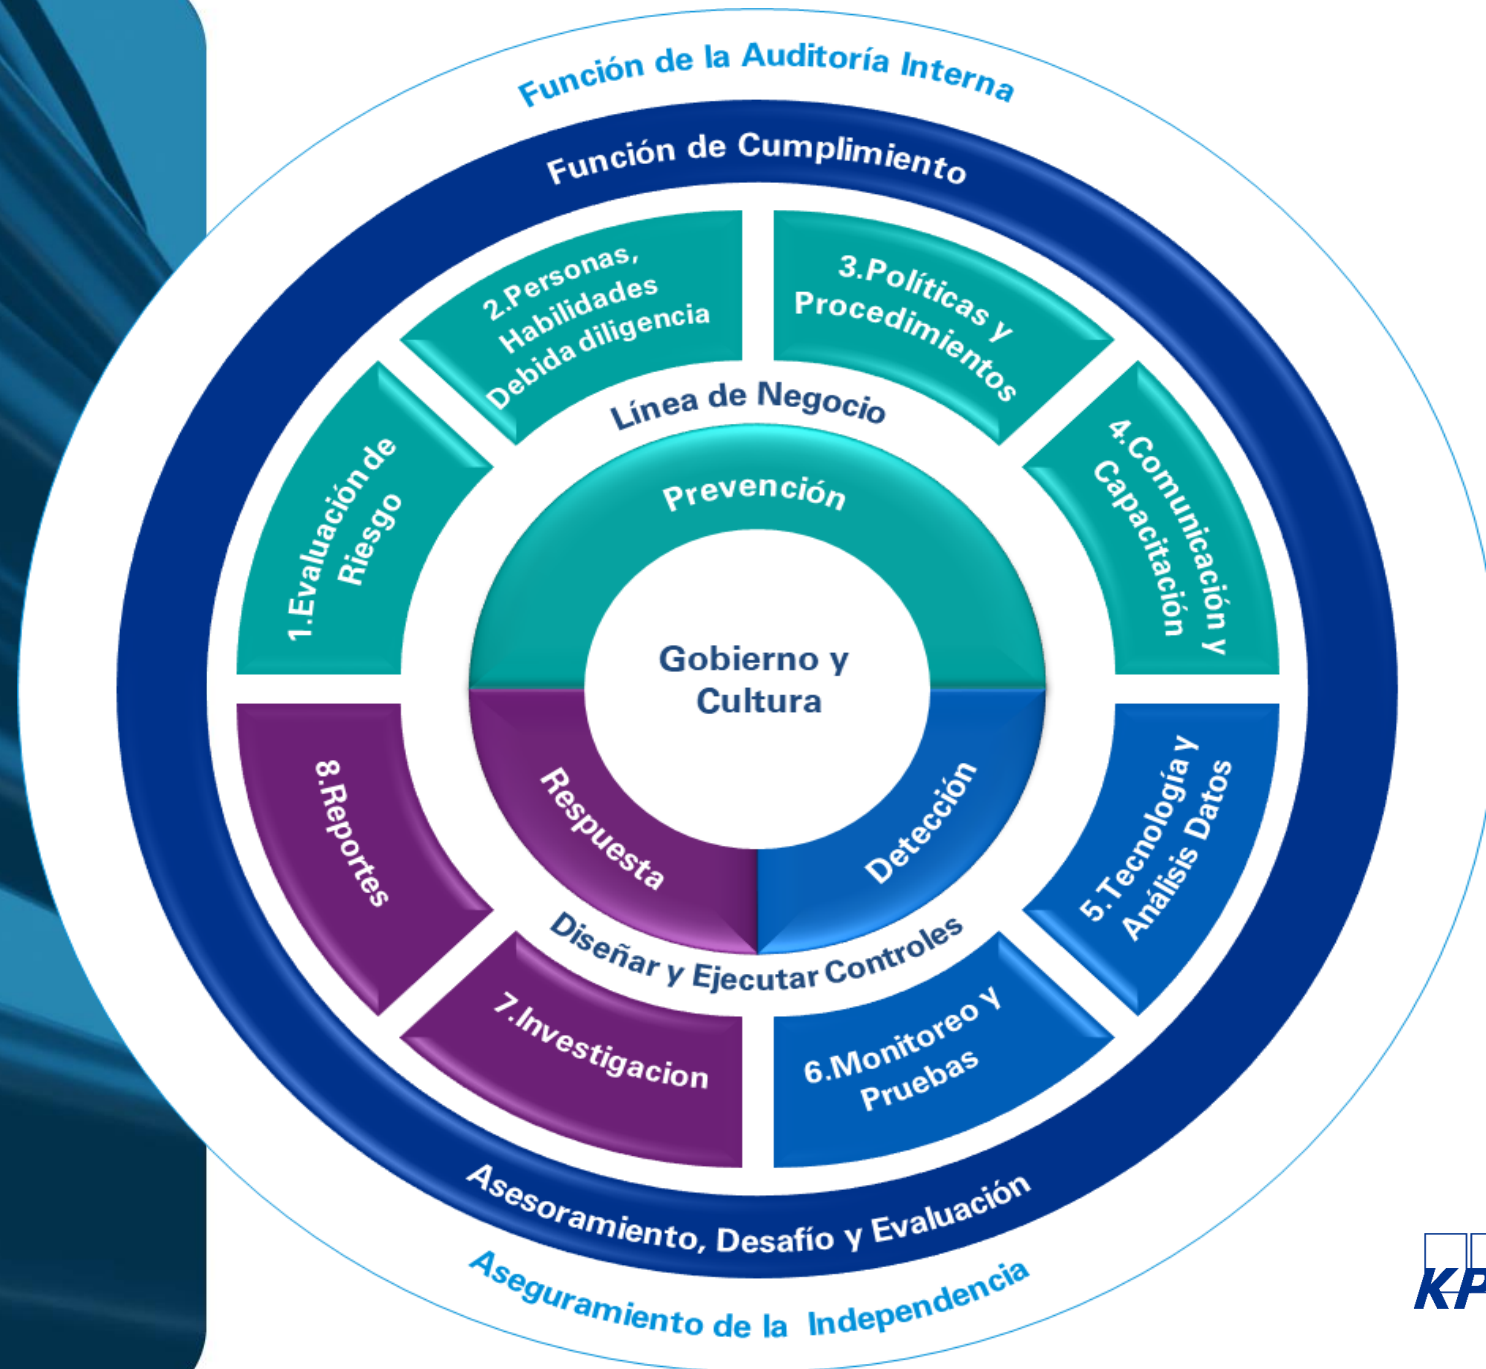 Función de la Auditoría Interna
Función de Cumplimiento
2.Personas,
Habilidades
Debida diligencia
3.Políticas y
Procedimientos
Línea de Negocio
1.Evaluación de
Riesgo
4.Comunicación y
Capacitación
Prevención
Gobierno y
Cultura
Respuesta
Detección
8.Reportes
5.Tecnología y
Análisis Datos
Diseñar y Ejecutar Controles
7.Investigacion
6.Monitoreo y
Pruebas
Asesoramiento, Desafío y Evaluación
Aseguramiento de la Independencia
KP